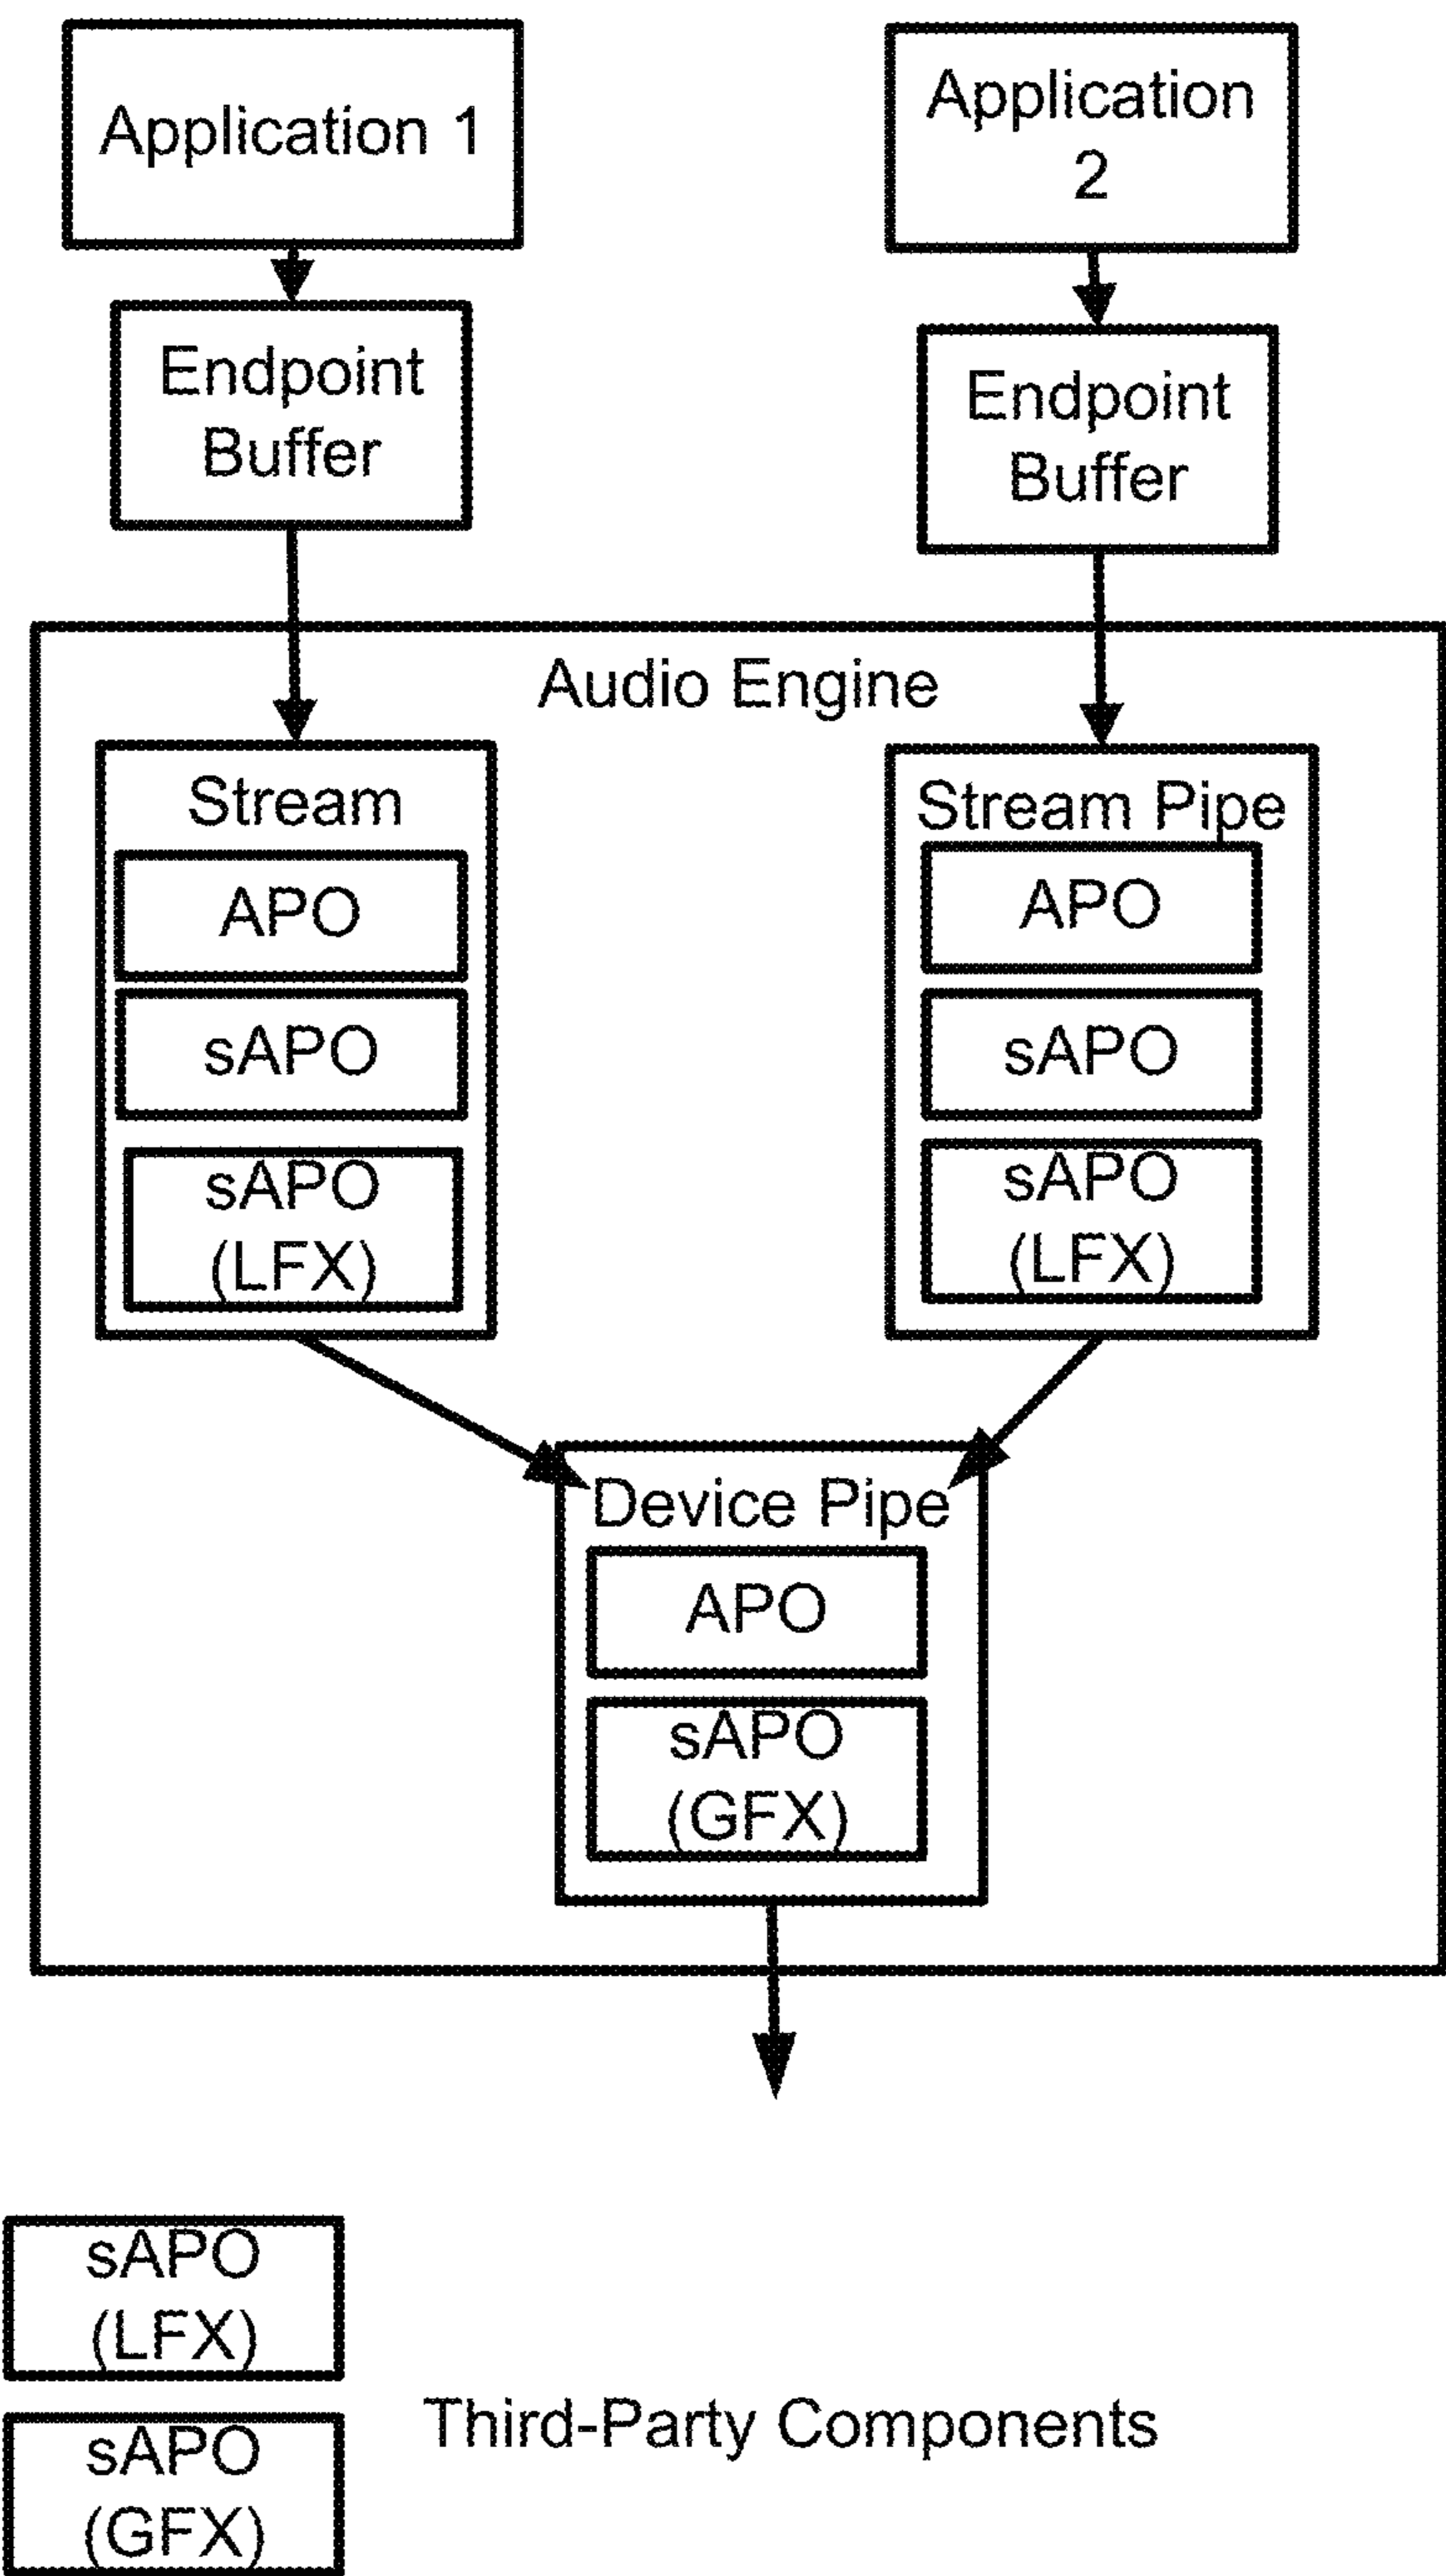 Application 1
Application
2
Endpoint
Buffer
Endpoint
Buffer
Audio Engine
Stream
APO
sAPO
sAPO
(LFX)
Stream Pipe
APO
sAPO
sAPO
(LFX)
Device Pipe
APO
sAPO
(GFX)
sAPO
(LFX)
sAPO
(GFX)
Third-Party Components